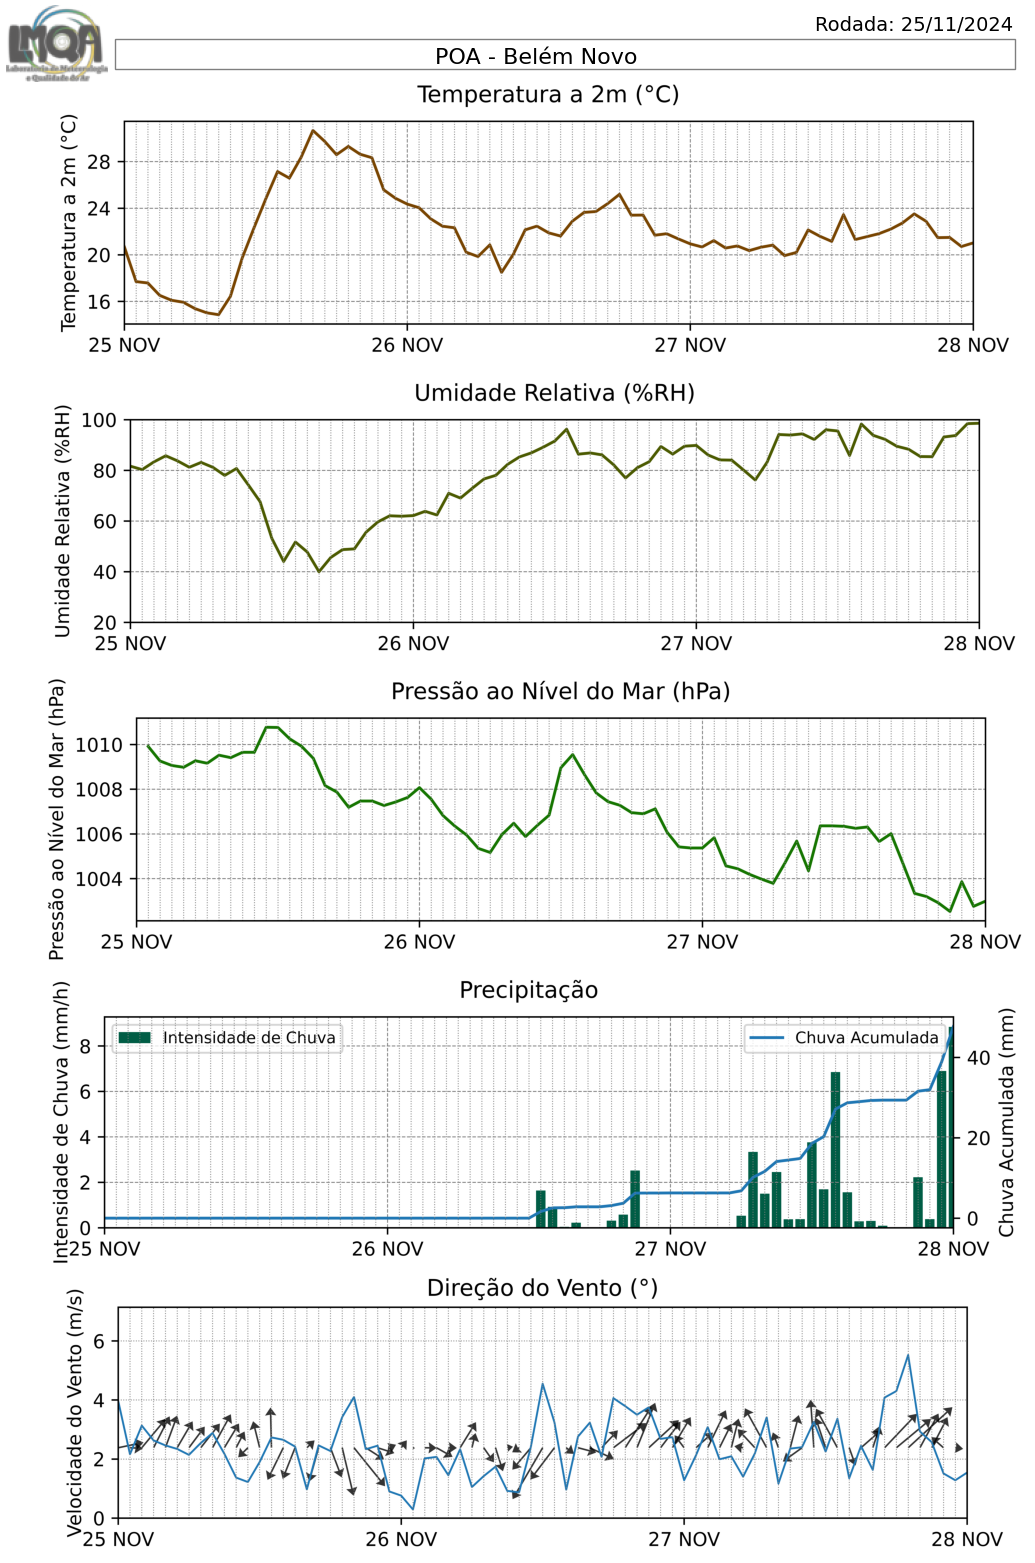 Rodada: 25/11/2024
LMQA
Laboratório de Meteorologia
e Qualidade do Ar
POA - Belém Novo
Temperatura a 2m (°C)
Temperatura a 2m (°C)
28
24
20
16
25 NOV 26 NOV 27 NOV 28 NOV
Umidade Relativa (%RH)
Umidade Relativa (%RH)
100
80
60
40
20
25 NOV 26 NOV 27 NOV 28 NOV
Pressão ao Nível do Mar (hPa)
Pressão ao Nível do Mar (hPa)
1010
1008
1006
1004
25 NOV 26 NOV 27 NOV 28 NOV
Precipitação
Intensidade de Chuva (mm/h)
Intensidade de Chuva
Chuva Acumulada
8
6
4
2
0
40
20
0
Chuva Acumulada (mm)
25 NOV 26 NOV 27 NOV 28 NOV
Direção do Vento (°)
Velocidade do Vento (m/s)
6
4
2
0
25 NOV 26 NOV 27 NOV 28 NOV